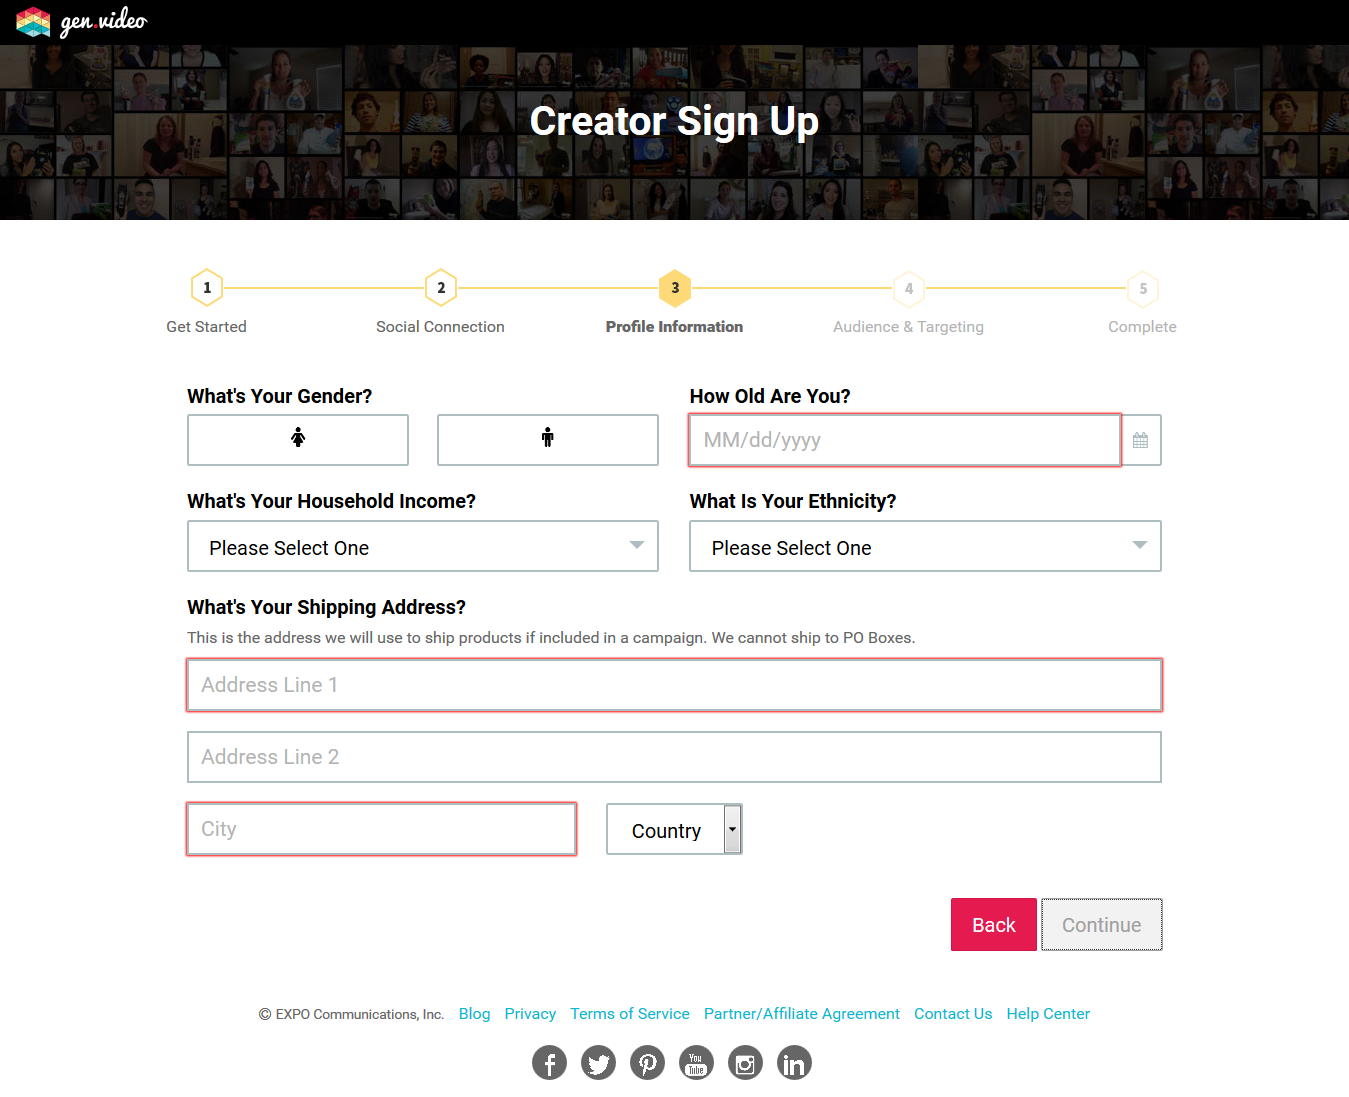 gen.video
Creator Sign Up
1 2 3 4 5
Get Started Social Connection Profile Information Audience & Targeting Complete
What's Your Gender? How Old Are You?
MM/dd/yyyy
What's Your Household Income? What Is Your Ethnicity?
Please Select One Please Select One
What's Your Shipping Address?
This is the address we will use to ship products if included in a campaign. We cannot ship to PO Boxes.
Address Line 1
Address Line 2
City Country
Back Continue
© EXPO Communications, Inc. Blog Privacy Terms of Service Partner/Affiliate Agreement Contact Us Help Center
You
Tube